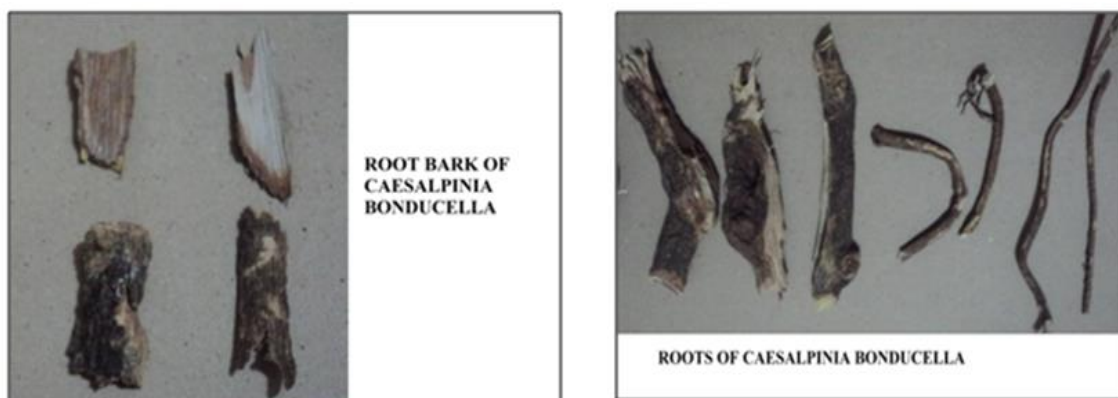 ROOT BARK OF
CAESALPINIA
BONDUCELLA
ROOTS OF CAESALPINIA BONDUCELLA